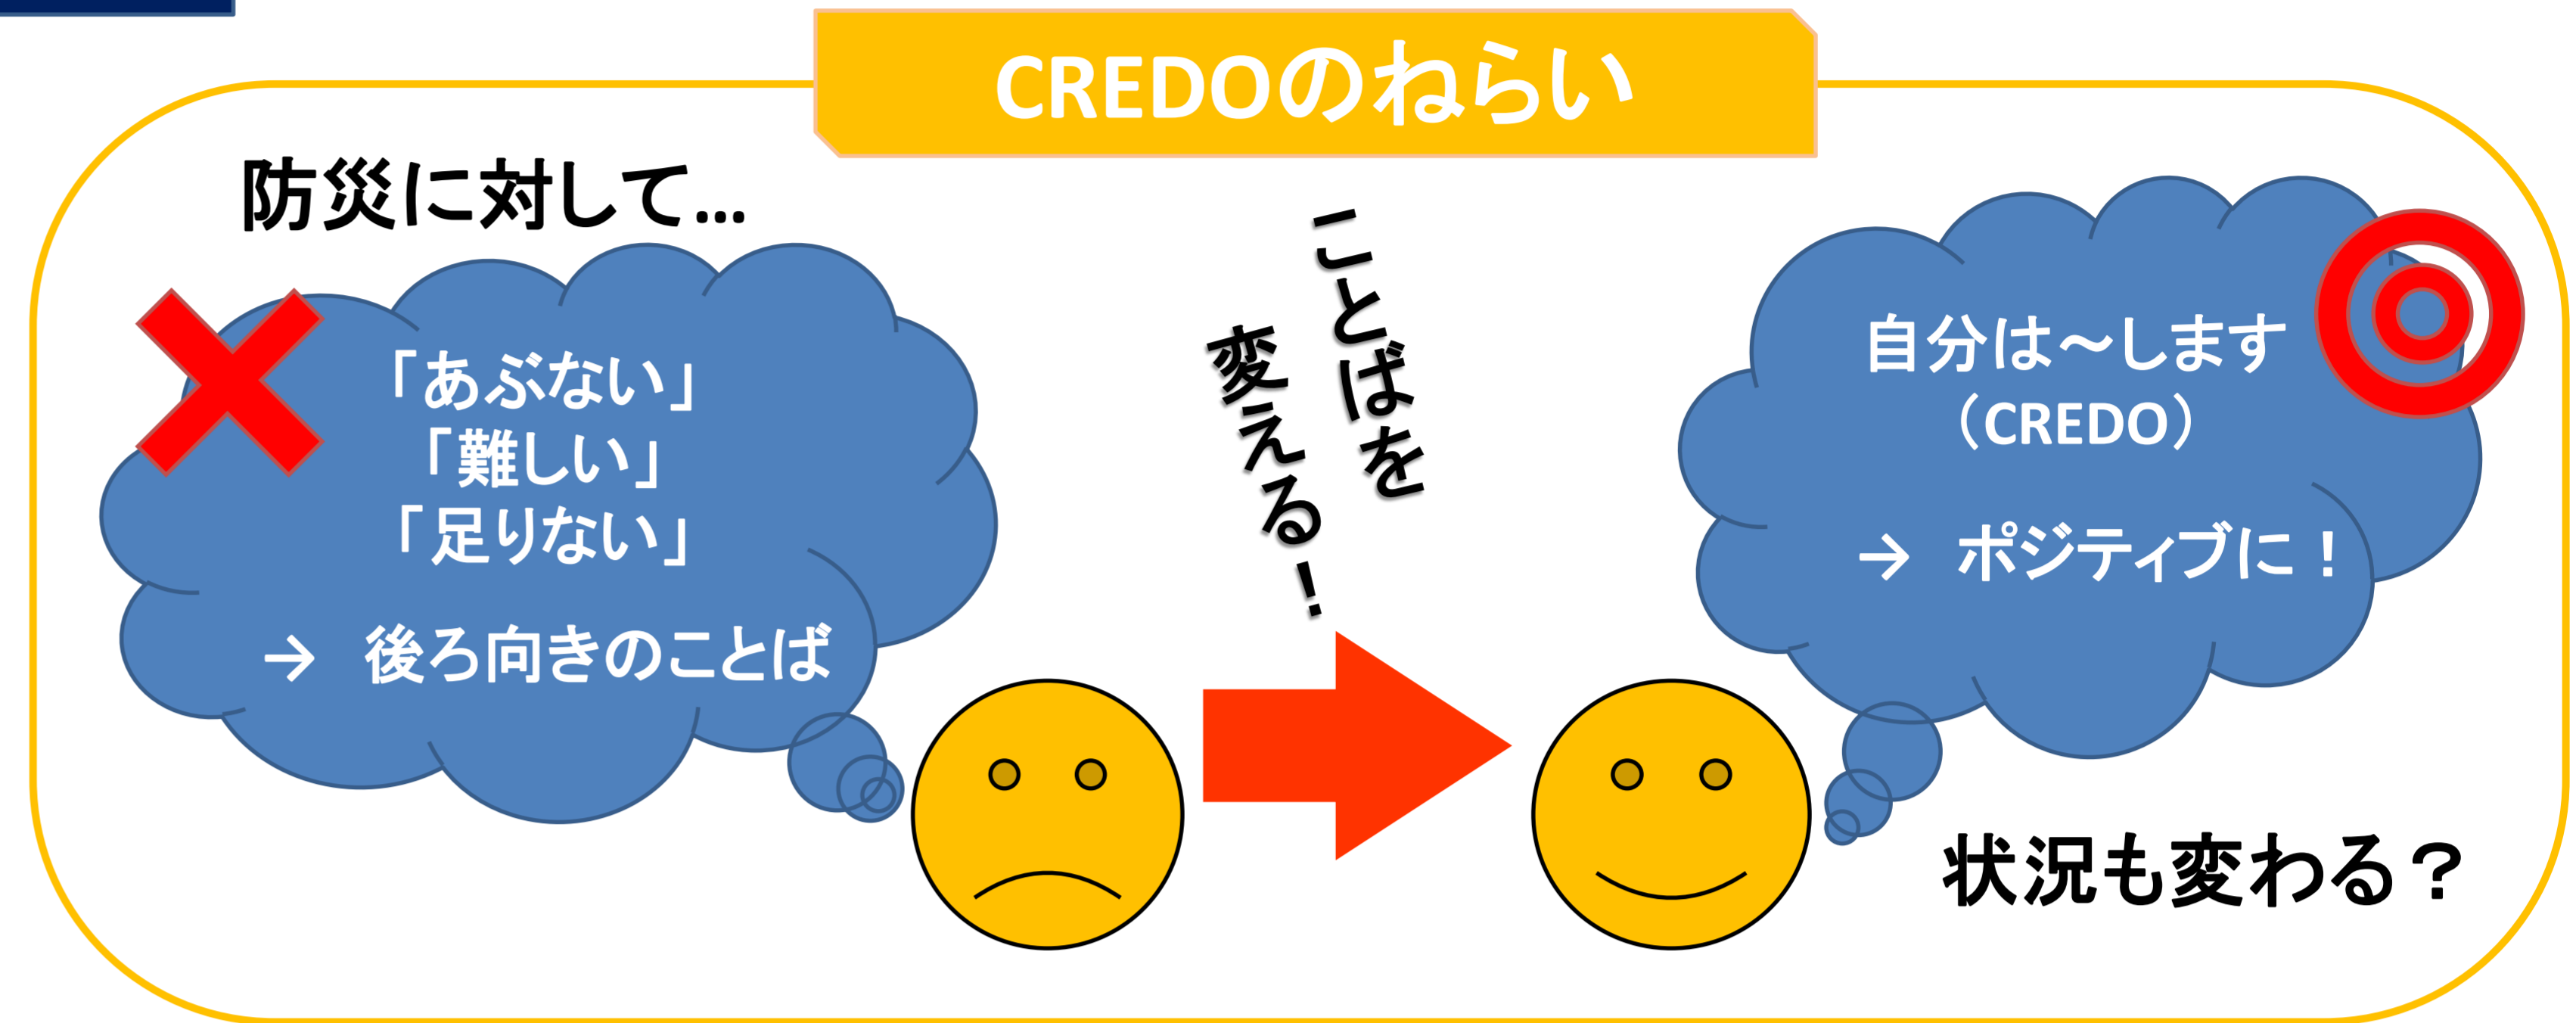 CREDOのねらい
防災に対して…
「あぶない」
「難しい」
「足りない」
→ 後ろ向きのことば
ことばを
変える！
自分は～します
（CREDO）
→ ポジティブに！
状況も変わる？